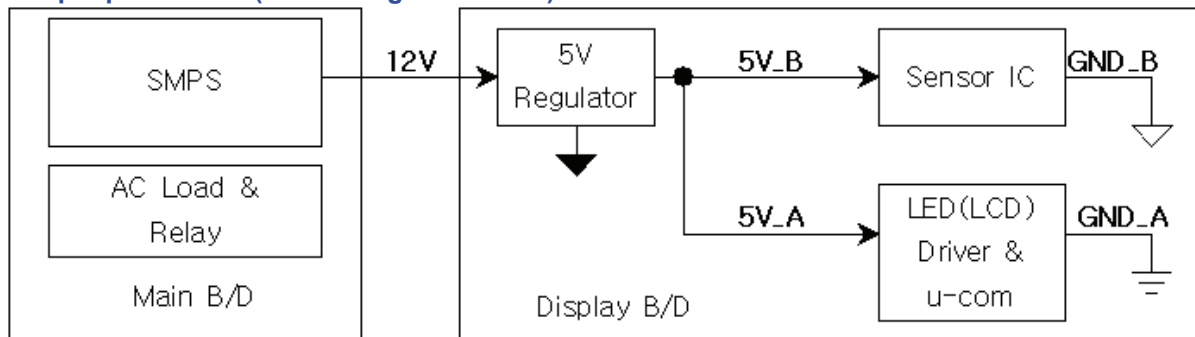 SMPS
AC Load &
Relay
Main B/D
12V
5V
Regulator
5V_B
Sensor IC
GND_B
5V_A
LED(LCD)
Driver &
u-com
GND_A
Display B/D